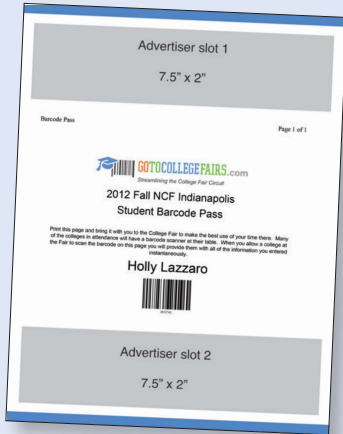 Advertiser slot 1
7.5" x 2"
Barcode Pass
Page 1 of 1
GOTOCOLLEGEFAIRS.com
Streamlining the College Fair Circuit
2012 Fall NCF Indianapolis
Student Barcode Pass
Print this page and bring it with you to the College Fair to make the best use of your time there. Many
of the colleges in attendance will have a barcode scanner at their table. When you allow a college at
the Fair to scan the barcode on this page you will provide them with all of the information you entered
instantaneously.
Holly Lazzaro
Advertiser slot 2
7.5" x 2"